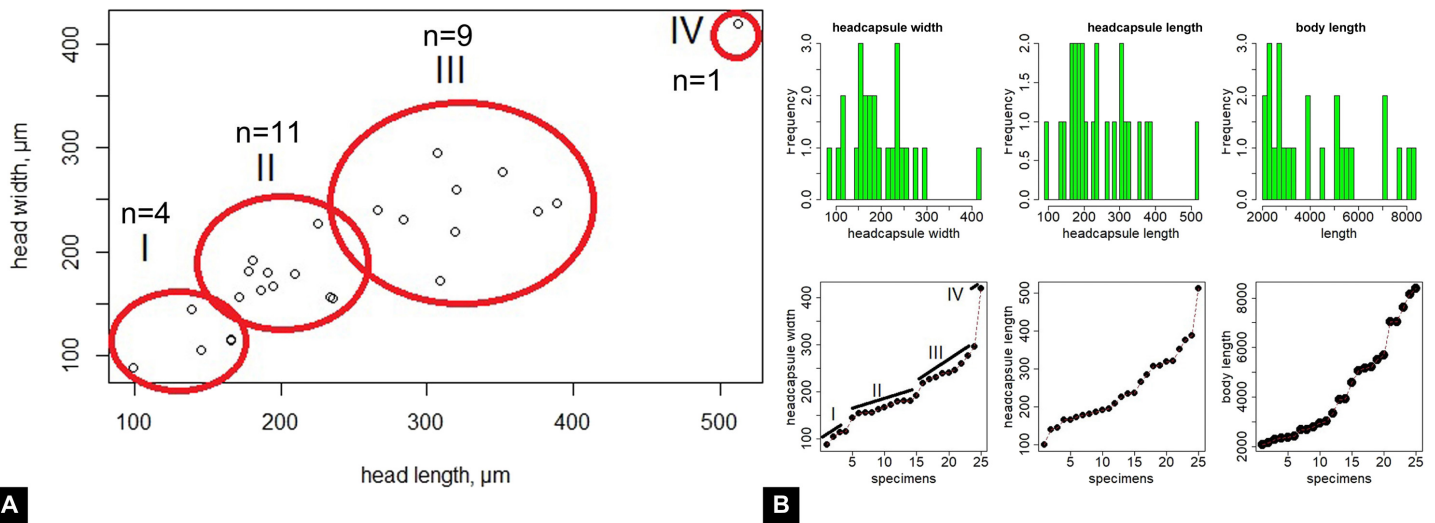 n=9
III
IV
n=1
n=11
II
n=4
I
400
300
200
100
head width, µm
100 200 300 400 500
head length, µm
A
headcapsule width
headcapsule length
body length
Frequency
0.0 1.0 2.0 3.0
100 200 300 400
headcapsule width
Frequency
0.0 0.5 1.0 1.5 2.0
100 200 300 400 500
headcapsule length
Frequency
0.0 1.0 2.0 3.0
2000 4000 6000 8000
length
headcapsule width
100 200 300 400
I
II
III
IV
5 10 15 20 25
specimens
headcapsule length
100 200 300 400 500
5 10 15 20 25
specimens
body length
2000 4000 6000 8000
5 10 15 20 25
specimens
B